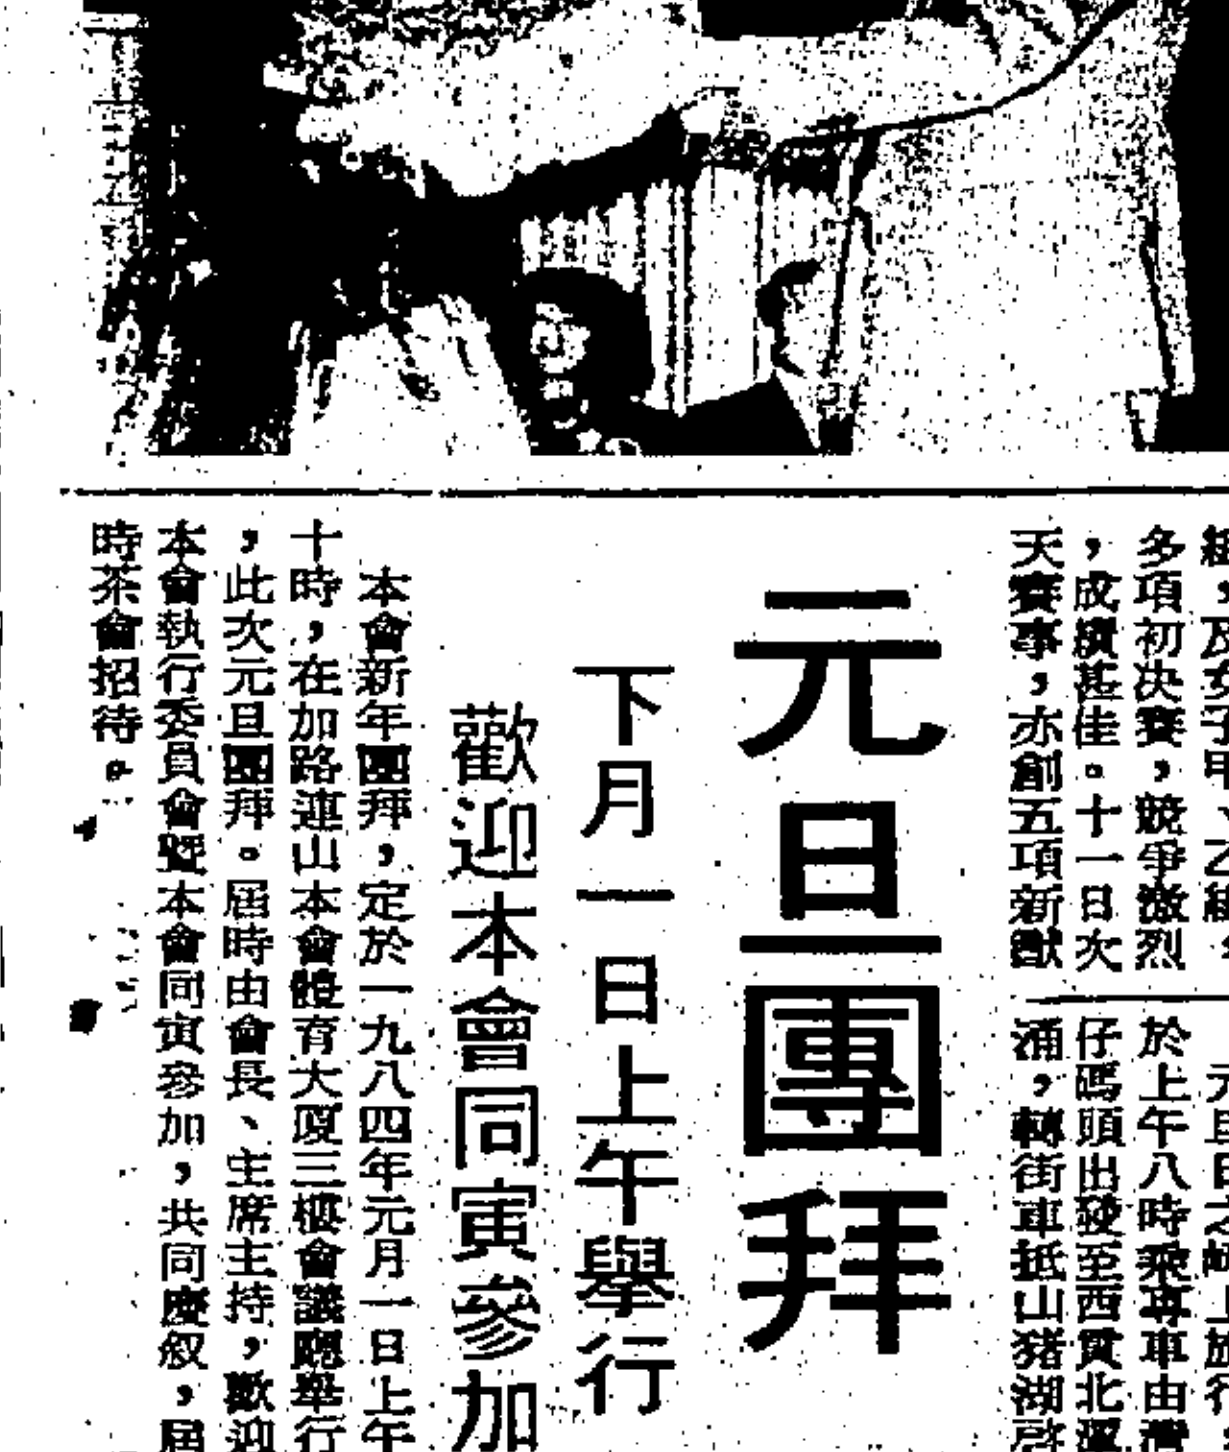 多項初決賽，競爭激烈
，成績甚佳。十一日次
天賽事，亦創五項新猷
於上午八時乘專車由灣
仔碼頭出發至西貢北潭
涌，轉街車抵山猪湖
元旦團拜
下月一日上午舉行
歡迎本會同寅參加
本會新年團拜，定於一九八四年元月一日上午
十時，在加路連山本會體育大廈三樓會議廳舉行
，此次元旦團拜。屆時由會長、主席主持，歡迎
本會執行委員會暨本會同寅參加，共同慶叙，屆
時茶會招待。